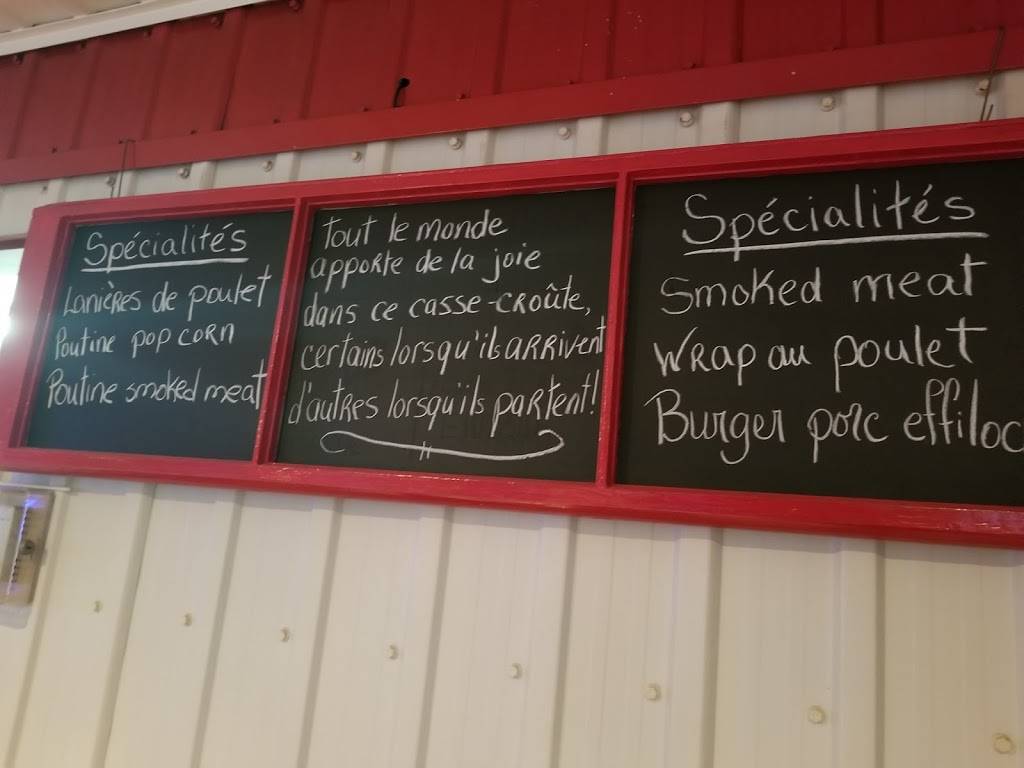 Spécialités
Lanières de poulet
Poutine pop corn
Poutine smoked meat
Tout le monde
apporte de la joie
dans ce casse-croûte,
certains lorsqu'ils arrivent
d'autres lorsqu'ils partent!
Spécialités
Smoked meat
Wrap au poulet
Burger porc effiloc